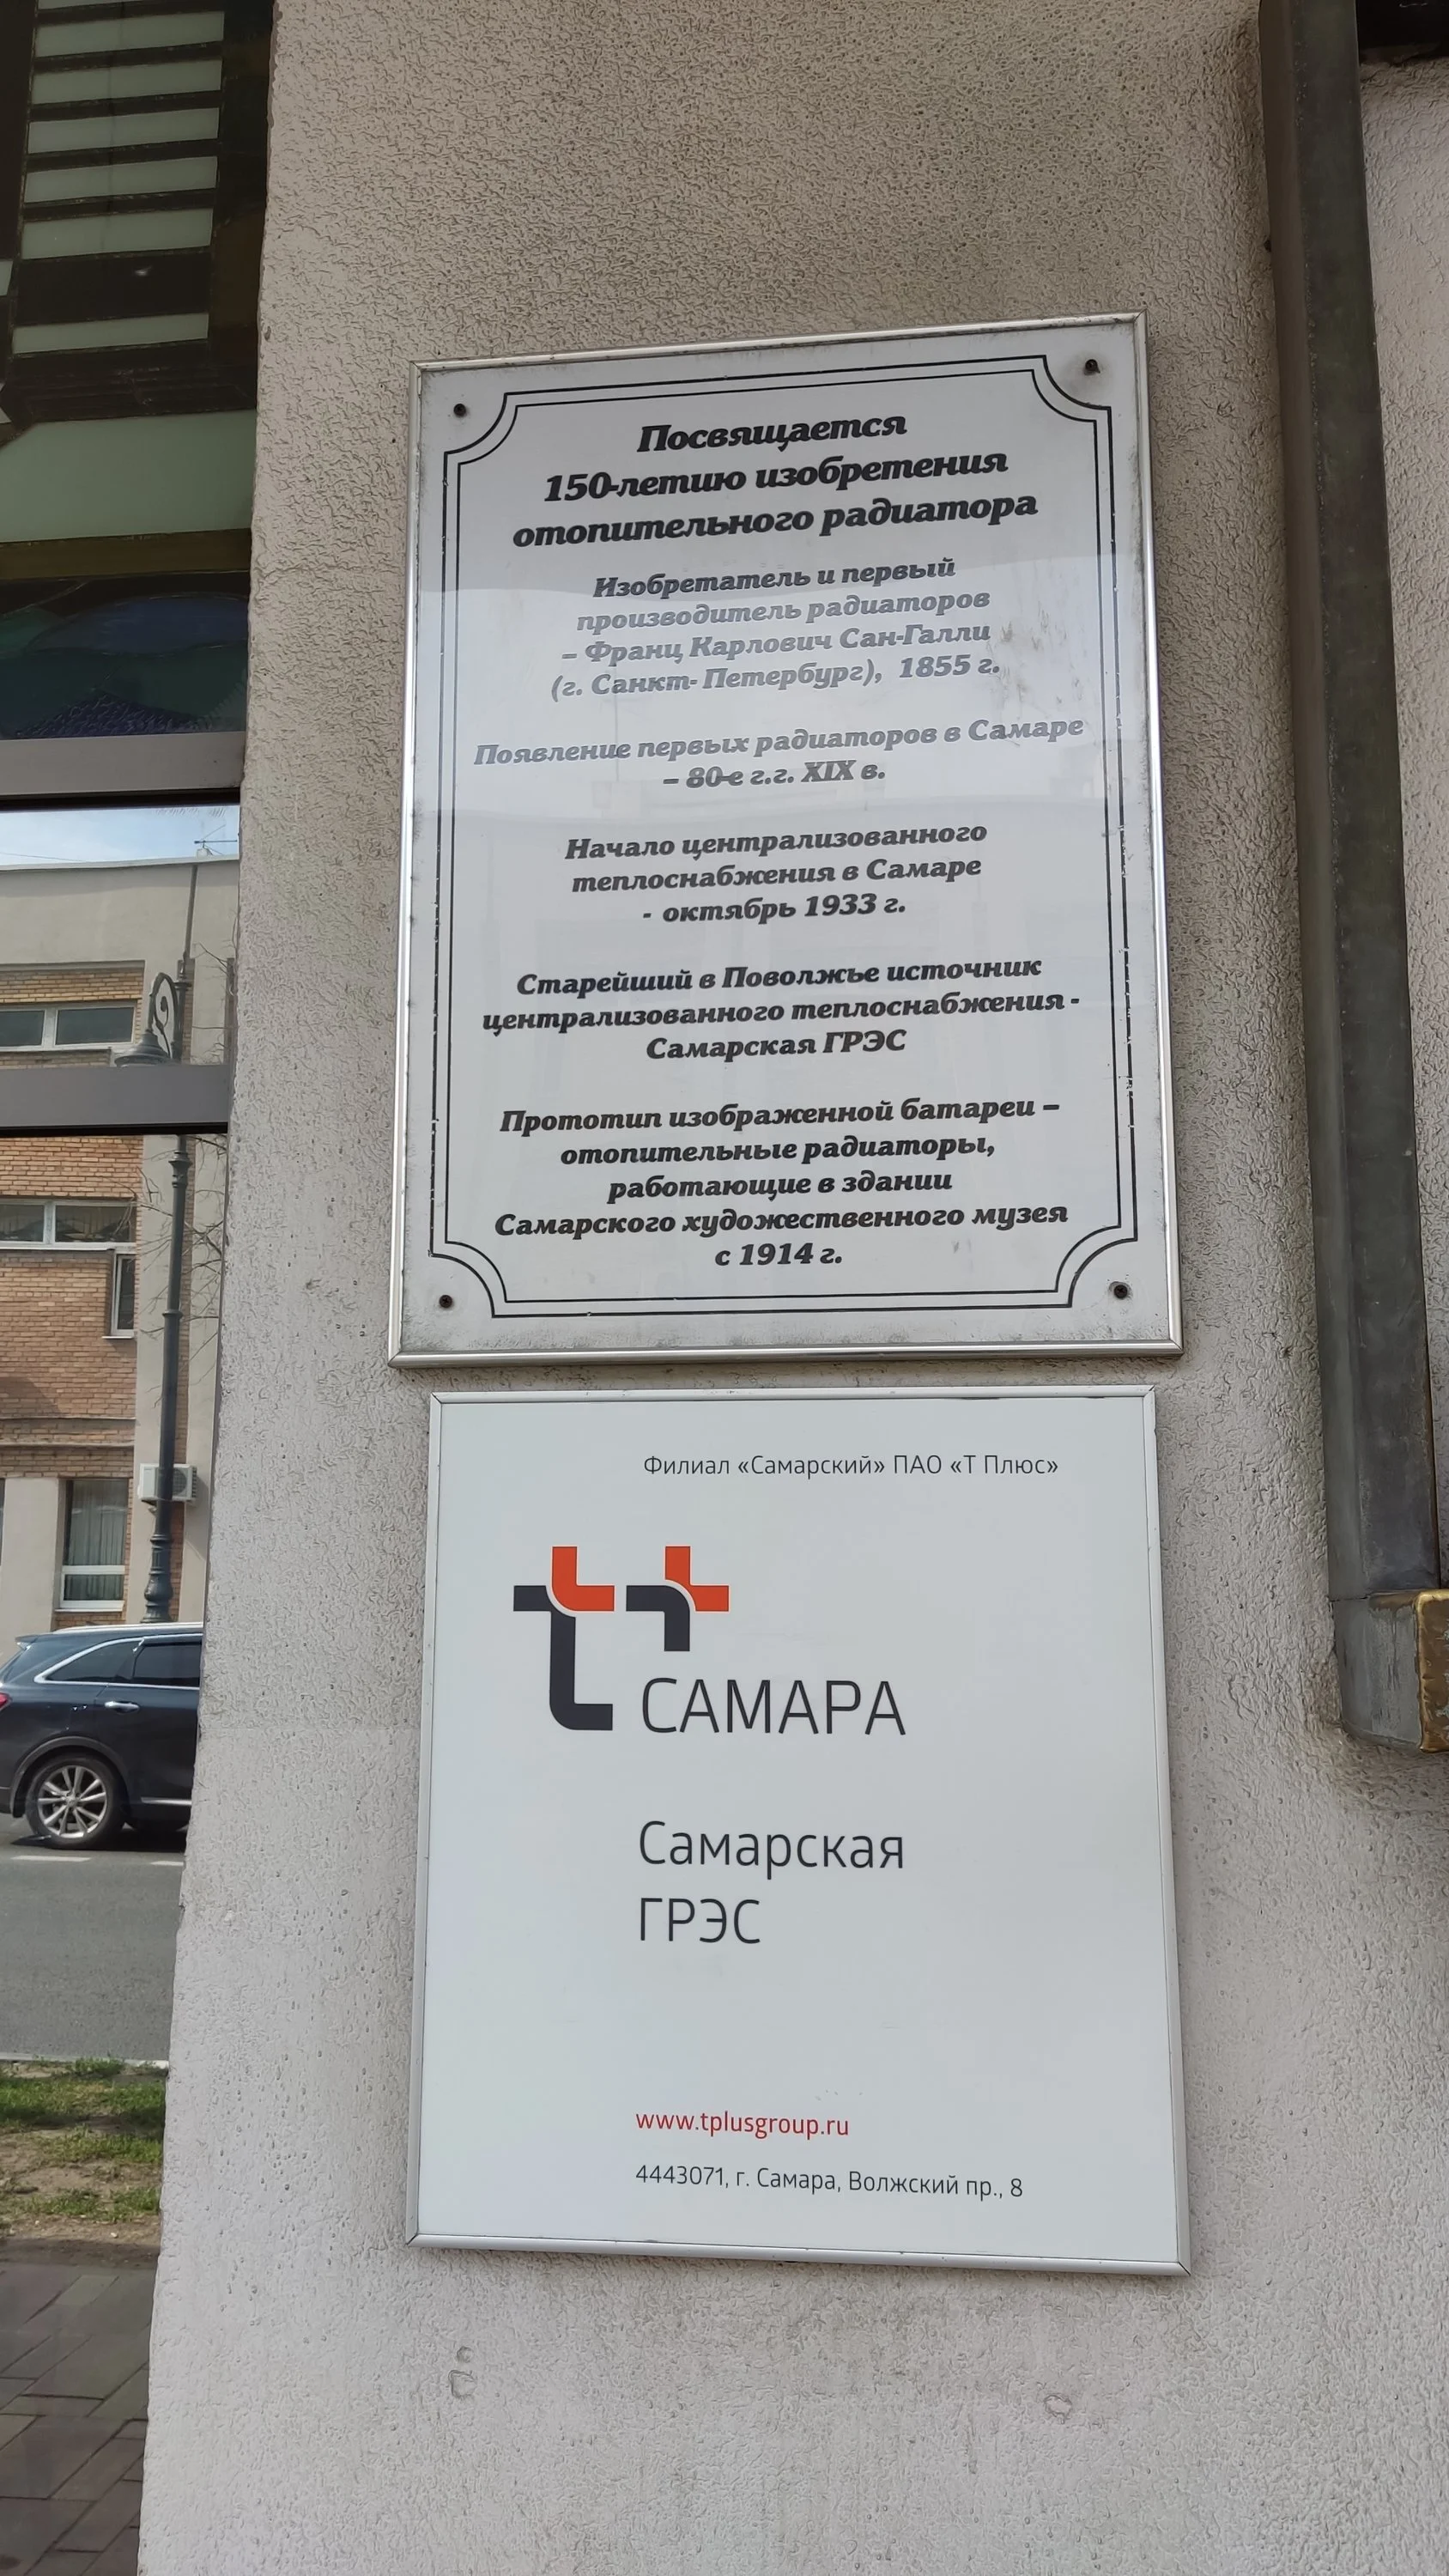 Посвящается
150-летию изобретения
отопительного радиатора
Изобретатель и первый
производитель радиаторов
– Франц Карлович Сан-Галли
(г. Санкт- Петербург), 1855 г.
Появление первых радиаторов в Самаре
– 80-е г.г. XIX в.
Начало централизованного
теплоснабжения в Самаре
- октябрь 1933 г.
Старейший в Поволжье источник
централизованного теплоснабжения -
Самарская ГРЭС
Прототип изображенной батареи –
отопительные радиаторы,
работающие в здании
Самарского художественного музея
с 1914 г.
Филиал «Самарский» ПАО «Т Плюс»
САМАРА
Самарская
ГРЭС
www.tplusgroup.ru
4443071, г. Самара, Волжский пр., 8